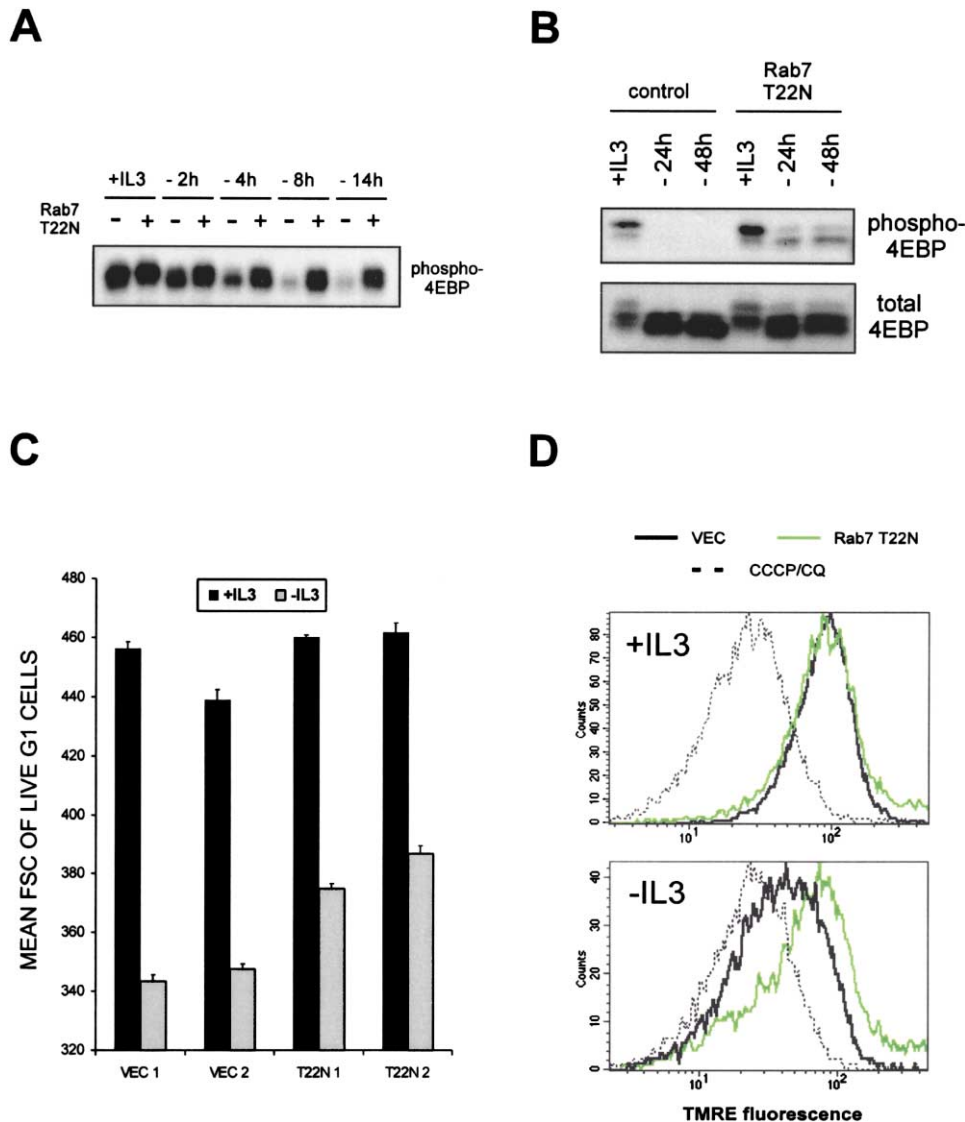 A
+IL3 - 2h - 4h - 8h - 14h
Rab7
T22N
- + - + - + - + - +
phospho-
4EBP
B
control
Rab7
T22N
+IL3 - 24h - 48h +IL3 - 24h - 48h
phospho-
4EBP
total
4EBP
C
MEAN FSC OF LIVE G1 CELLS
+IL3 -IL3
480
460
440
420
400
380
360
340
320
VEC 1 VEC 2 T22N 1 T22N 2
D
VEC Rab7 T22N
CCCP/CQ
+IL3
Counts
0 10 20 30 40 50 60 70 80
10¹ 10²
-IL3
Counts
0 10 20 30 40
10¹ 10²
TMRE fluorescence